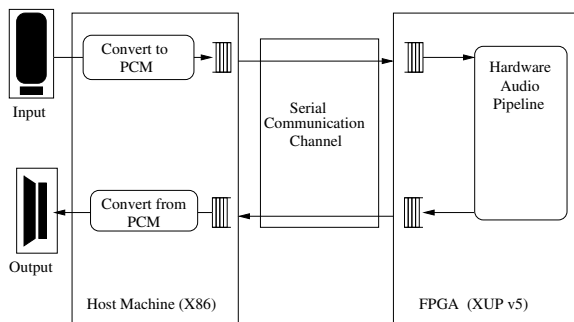 Convert to
PCM
Input
Serial
Communication
Channel
Hardware
Audio
Pipeline
Convert from
PCM
Output
Host Machine (X86)
FPGA (XUP v5)